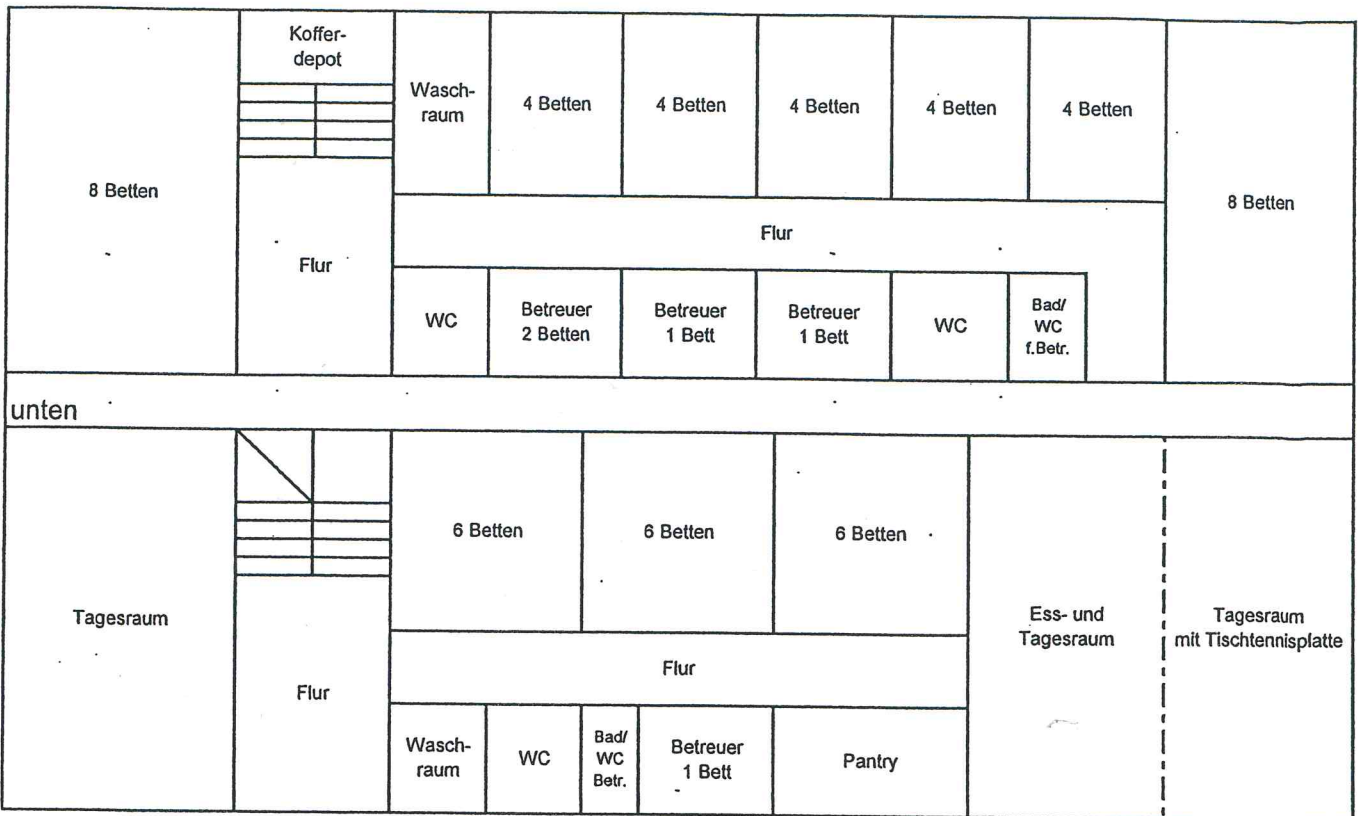 Koffer-
depot
Wasch-
raum
4 Betten
4 Betten
4 Betten
4 Betten
4 Betten
8 Betten
8 Betten
Flur
Flur
WC
Betreuer
2 Betten
Betreuer
1 Bett
Betreuer
1 Bett
WC
Bad/
WC
f.Betr.
unten
6 Betten
6 Betten
6 Betten
Tagesraum
Ess- und
Tagesraum
Tagesraum
mit Tischtennisplatte
Flur
Flur
Wasch-
raum
WC
Bad/
WC
Betr.
Betreuer
1 Bett
Pantry